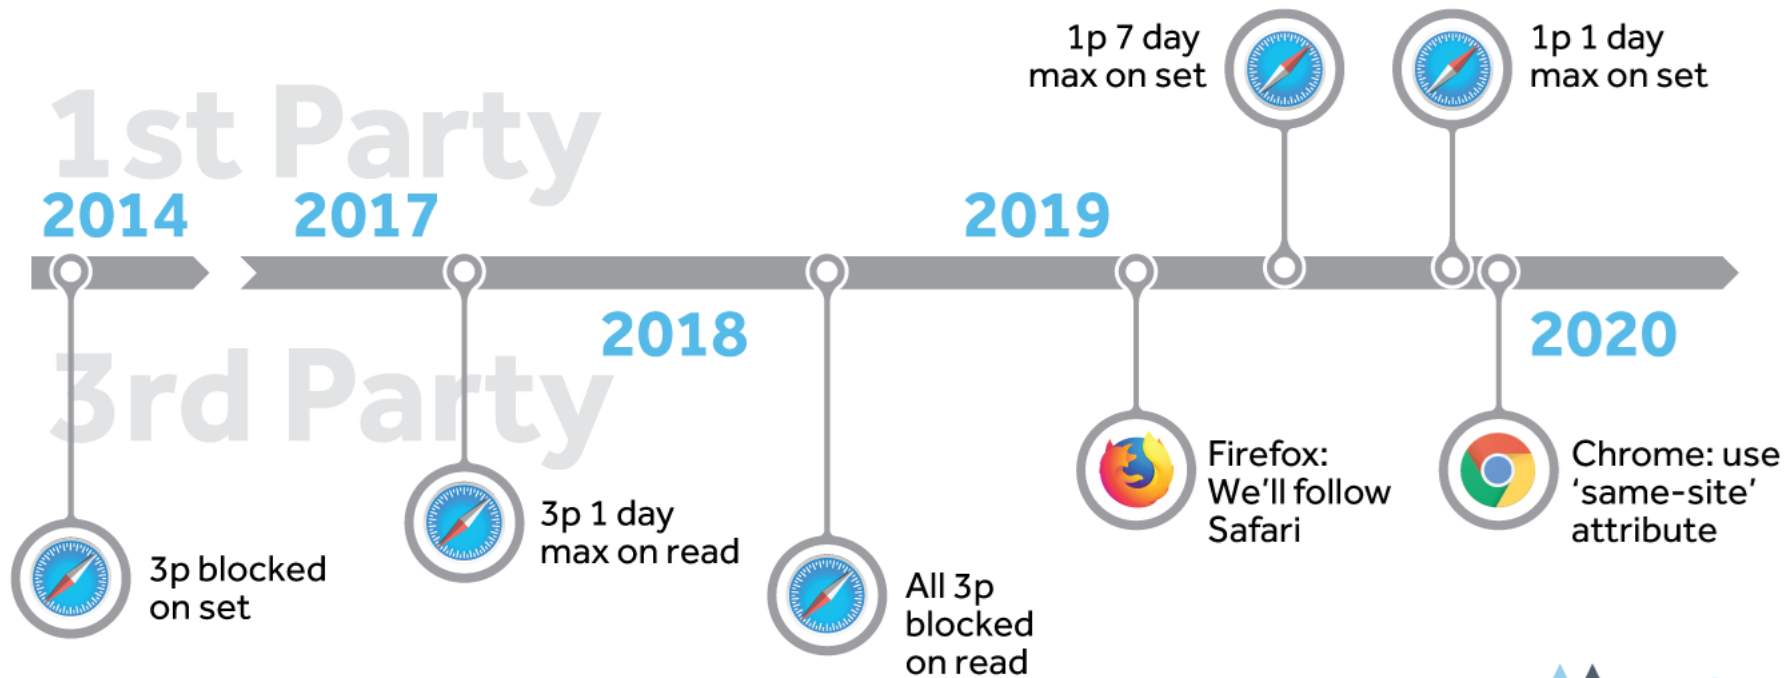 1st Party
1p 7 day
max on set
1p 1 day
max on set
2014
2017
2019
2018
2020
3rd Party
3p blocked
on set
3p 1 day
max on read
All 3p
blocked
on read
Firefox:
We'll follow
Safari
Chrome: use
‘same-site’
attribute